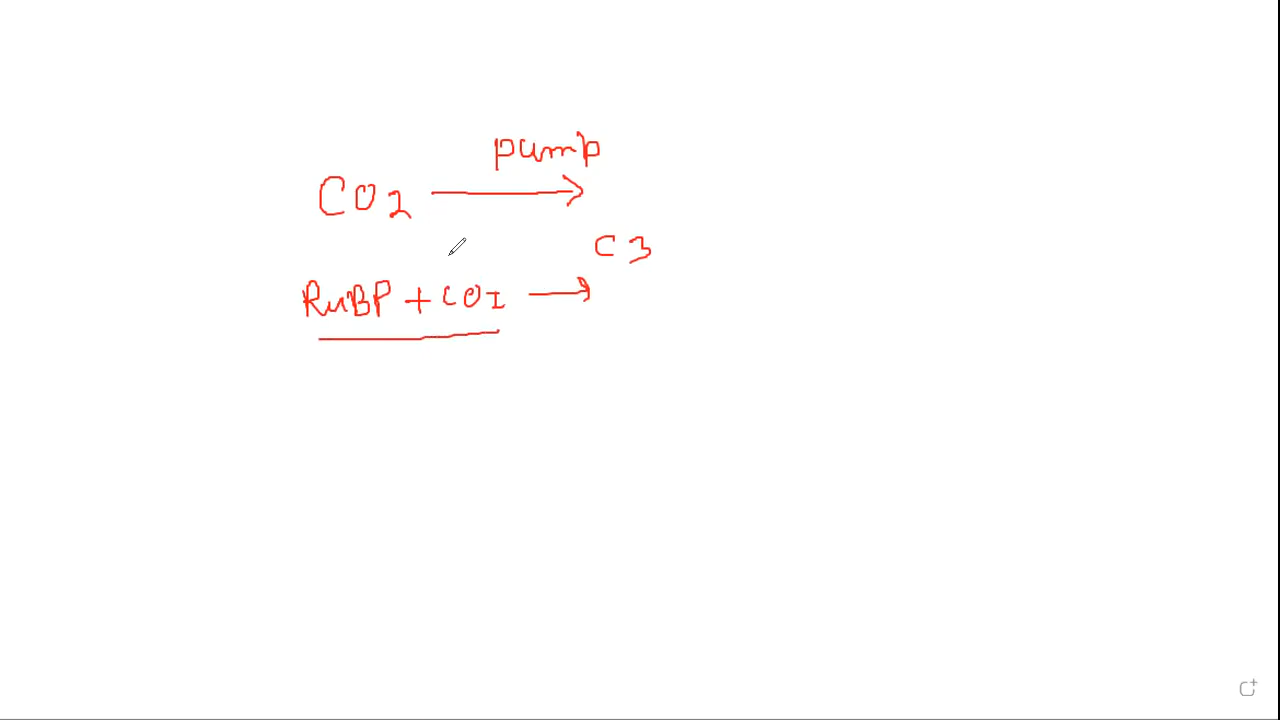 pump
CO2 →
C3
RuBP + CO2 →